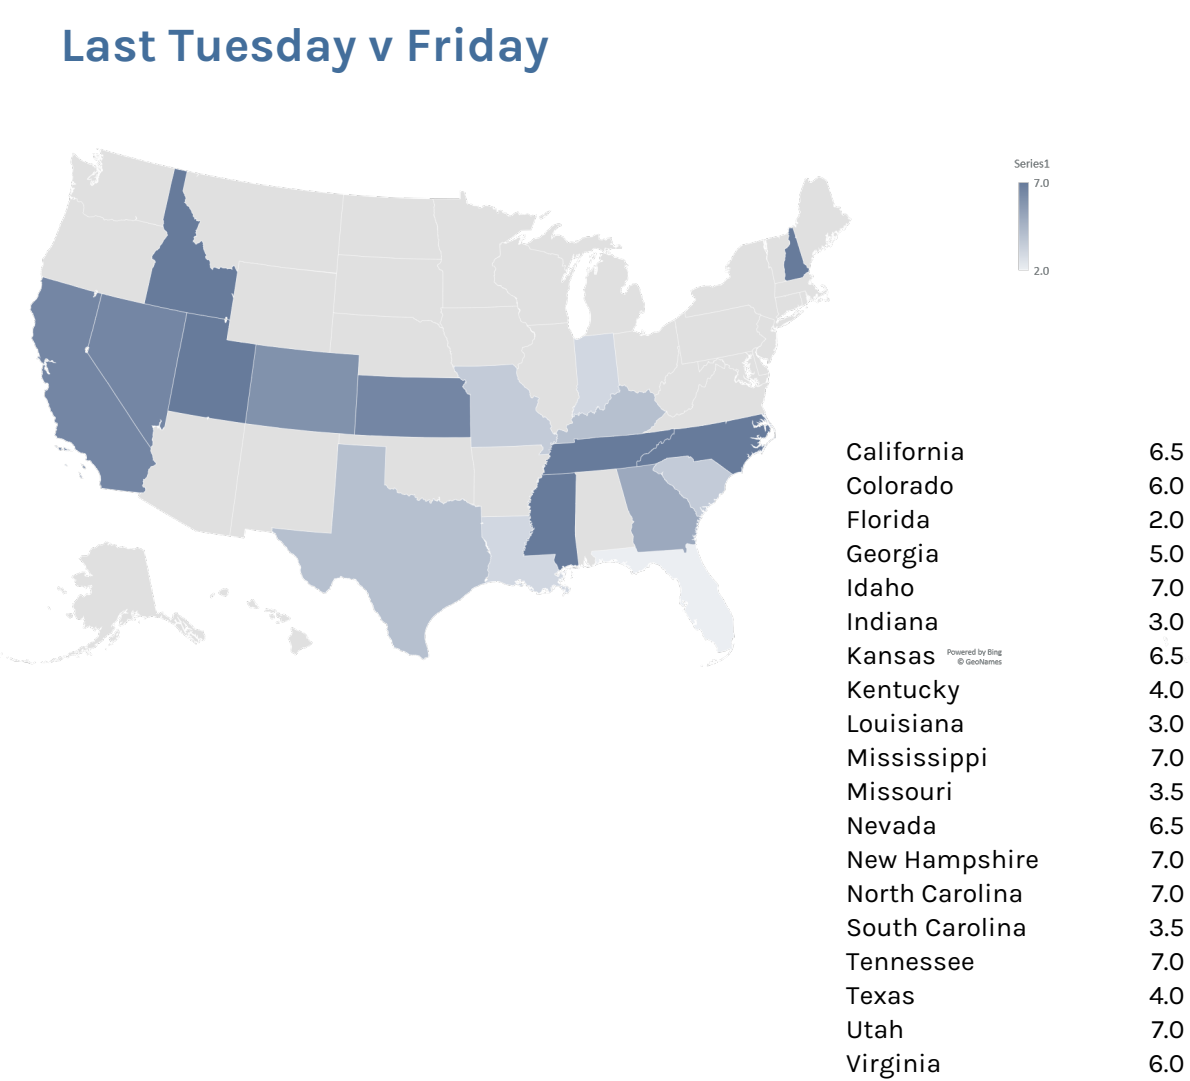 Last Tuesday v Friday
Series1
7.0
2.0
California 6.5
Colorado 6.0
Florida 2.0
Georgia 5.0
Idaho 7.0
Indiana 3.0
Kansas 6.5
Powered by Bing
© GeoNames
Kentucky 4.0
Louisiana 3.0
Mississippi 7.0
Missouri 3.5
Nevada 6.5
New Hampshire 7.0
North Carolina 7.0
South Carolina 3.5
Tennessee 7.0
Texas 4.0
Utah 7.0
Virginia 6.0